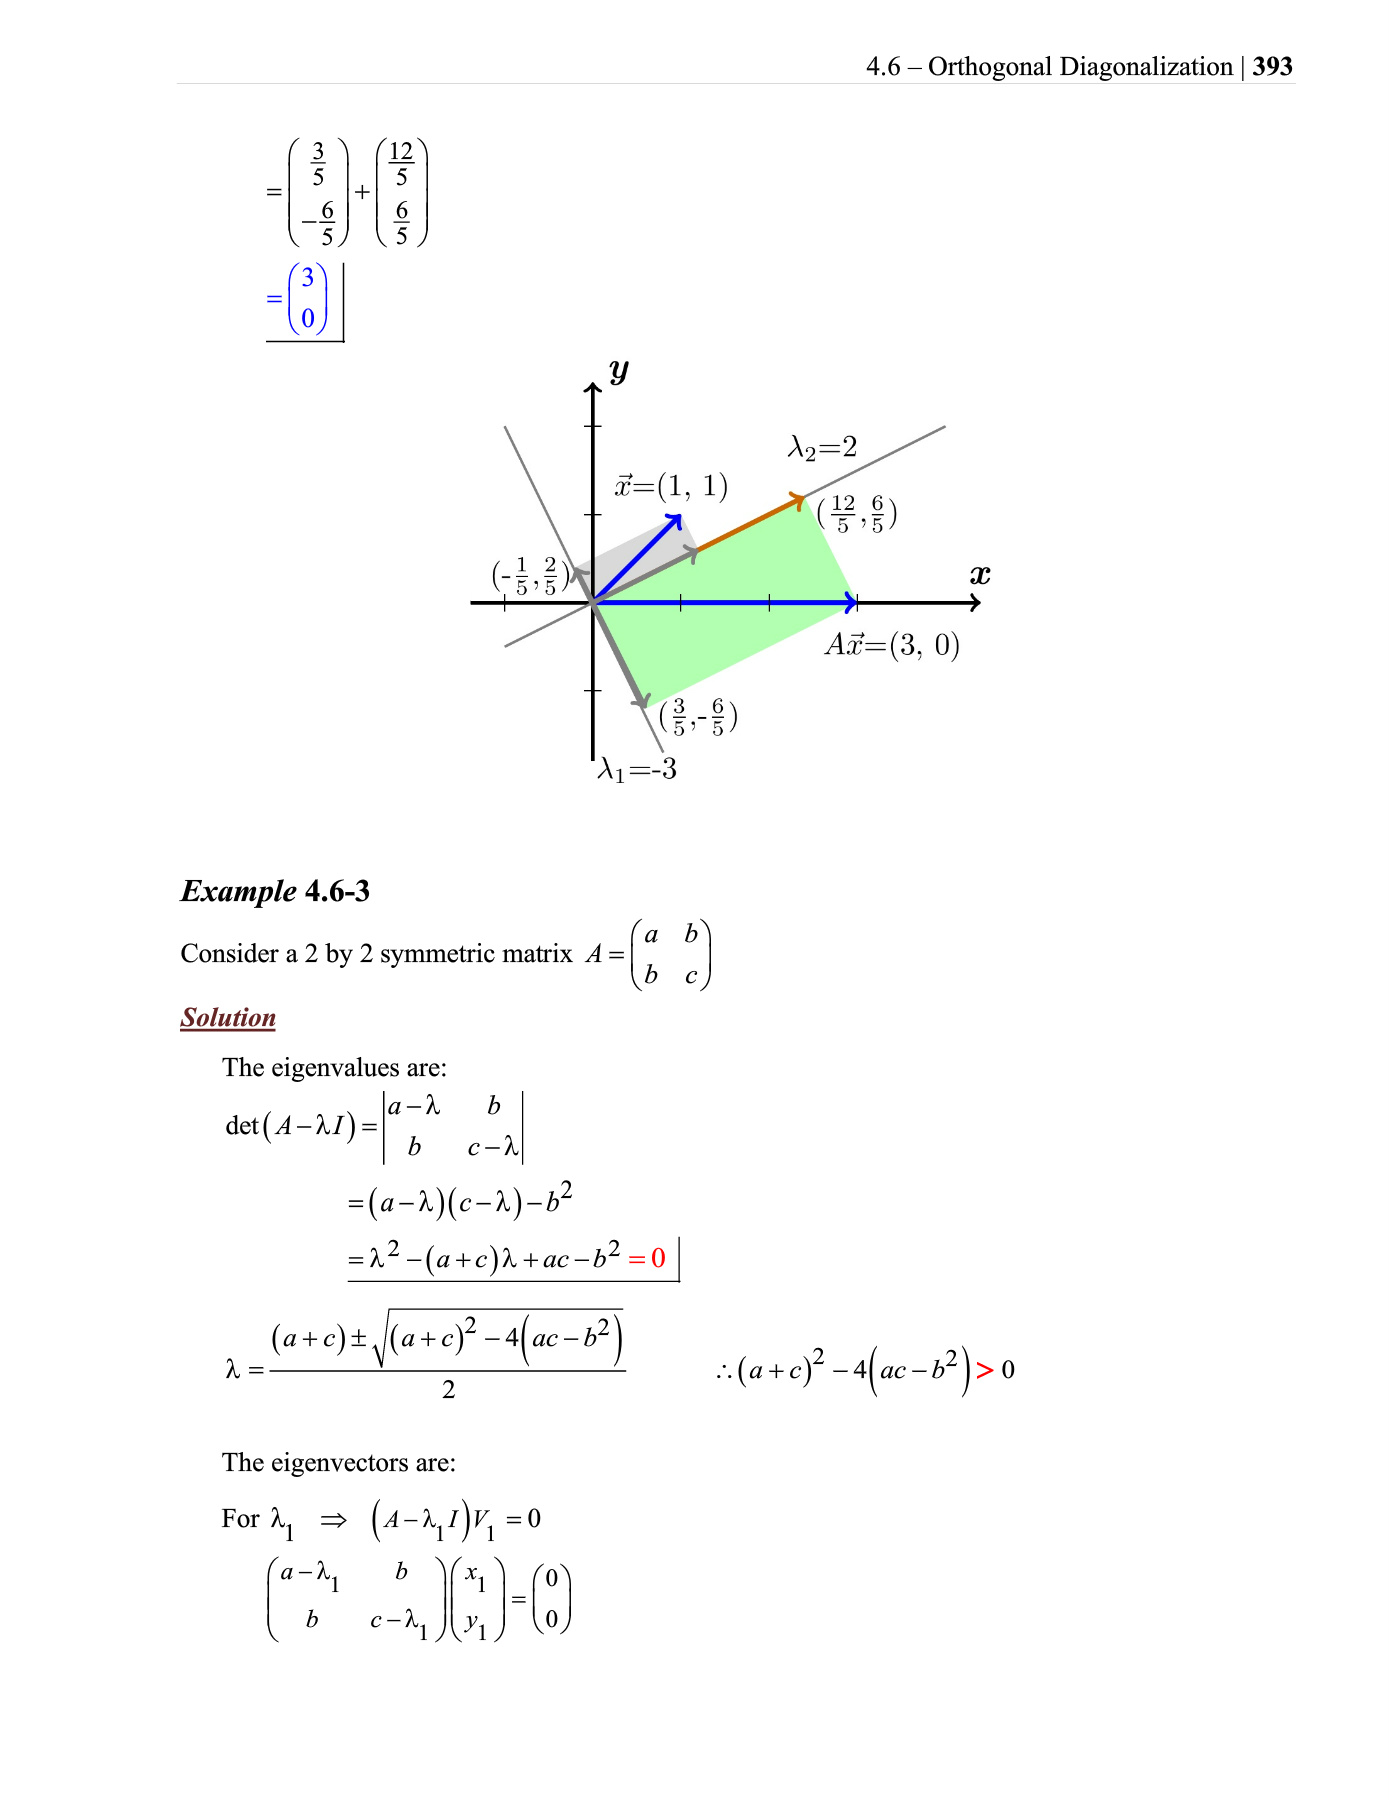 4.6 – Orthogonal Diagonalization | 393
= (3/5, −6/5) + (12/5, 6/5)
= (3, 0)
y
λ₂=2
x⃗=(1, 1)
(12/5, 6/5)
(-1/5, 2/5)
x
Ax⃗=(3, 0)
(3/5, -6/5)
λ₁=-3
Example 4.6-3
Consider a 2 by 2 symmetric matrix A = (a b; b c)
Solution
The eigenvalues are:
det(A − λI) = |a − λ b; b c − λ|
= (a − λ)(c − λ) − b²
= λ² − (a + c)λ + ac − b² = 0
λ = ((a + c) ± √((a + c)² − 4(ac − b²))) / 2 ∴ (a + c)² − 4(ac − b²) > 0
The eigenvectors are:
For λ₁ ⇒ (A − λ₁I)V₁ = 0
(a − λ₁ b; b c − λ₁)(x₁; y₁) = (0; 0)